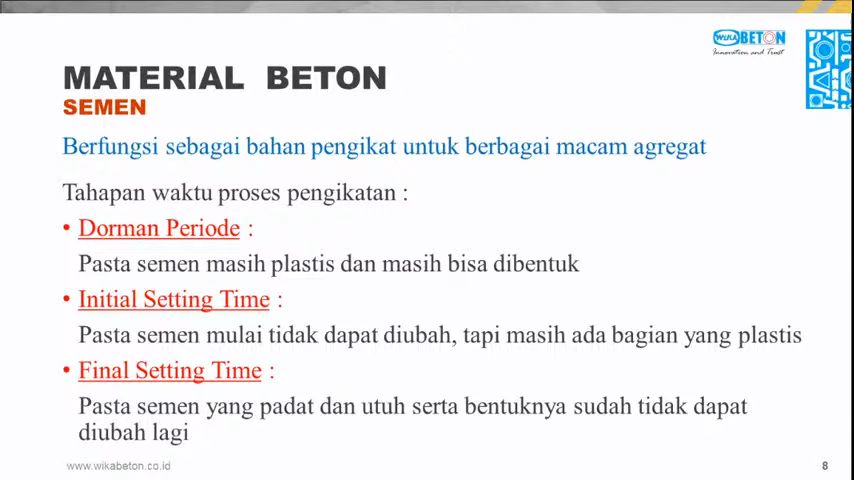 WIKA BETON
Innovation and Trust
MATERIAL BETON
SEMEN
Berfungsi sebagai bahan pengikat untuk berbagai macam agregat
Tahapan waktu proses pengikatan :
• Dorman Periode :
Pasta semen masih plastis dan masih bisa dibentuk
• Initial Setting Time :
Pasta semen mulai tidak dapat diubah, tapi masih ada bagian yang plastis
• Final Setting Time :
Pasta semen yang padat dan utuh serta bentuknya sudah tidak dapat
diubah lagi
www.wikabeton.co.id
8